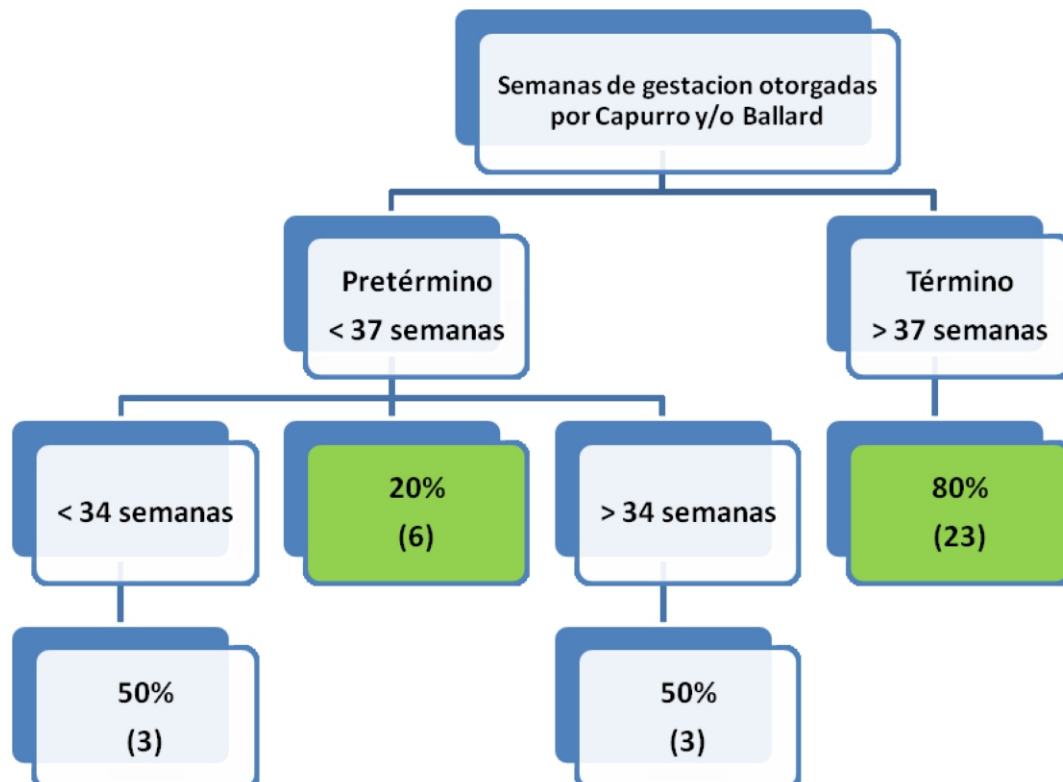 Semanas de gestacion otorgadas
por Capurro y/o Ballard
Pretérmino
< 37 semanas
Término
> 37 semanas
< 34 semanas
20%
(6)
> 34 semanas
80%
(23)
50%
(3)
50%
(3)